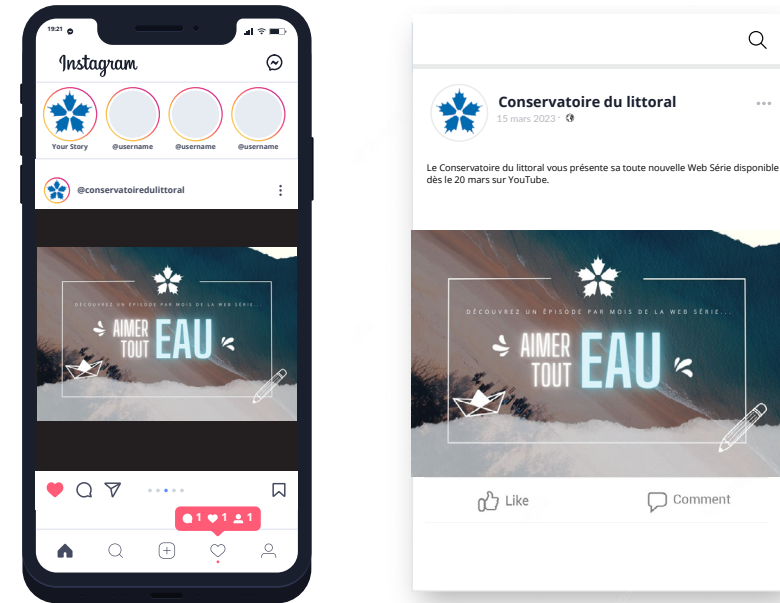 19:21
Instagram
Your Story
@username
@username
@username
@conservatoiredulittoral
DÉCOUVREZ UN ÉPISODE PAR MOIS DE LA WEB SÉRIE...
AIMER
TOUT
EAU
1 1 1
Conservatoire du littoral
15 mars 2023 ·
Le Conservatoire du littoral vous présente sa toute nouvelle Web Série disponible
dès le 20 mars sur YouTube.
DÉCOUVREZ UN ÉPISODE PAR MOIS DE LA WEB SÉRIE...
AIMER
TOUT
EAU
Like
Comment